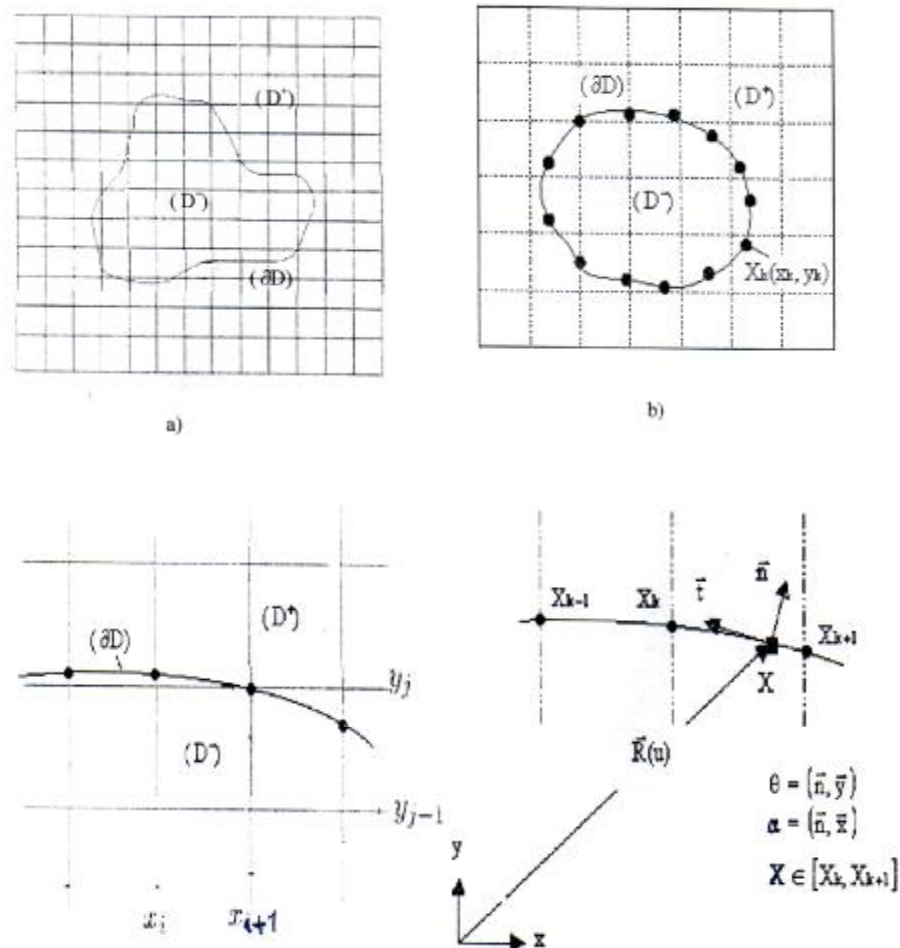 (D⁺)
(D⁻)
(∂D)
a)
(∂D)
(D⁺)
(D⁻)
Xₖ(xₖ, yₖ)
b)
(D⁺)
(∂D)
yⱼ
(D⁻)
yⱼ₋₁
xᵢ
xᵢ₊₁
n⃗
t⃗
Xₖ₋₁
Xₖ
Xₖ₊₁
X
R⃗(u)
θ = (n⃗, y⃗)
α = (n⃗, x⃗)
X ∈ [Xₖ, Xₖ₊₁]
y
x